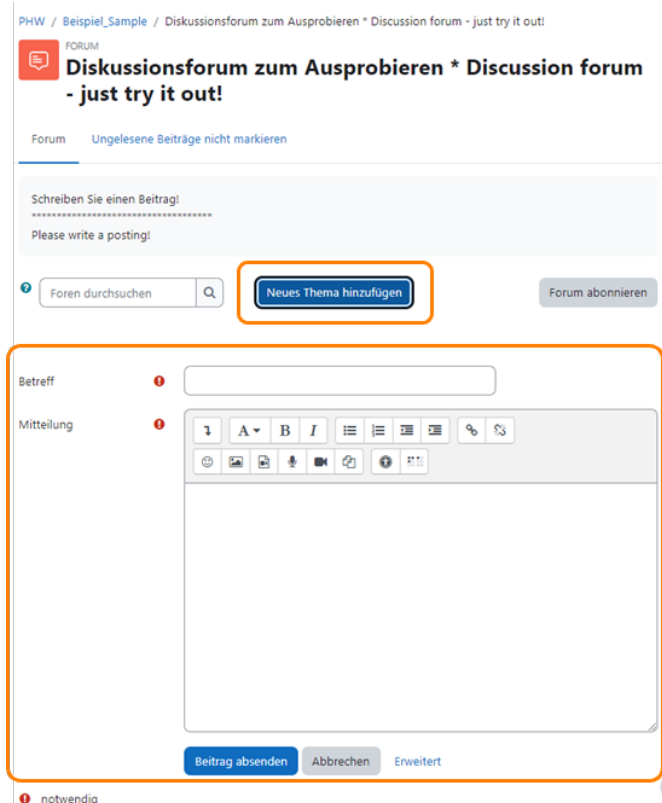 PHW / Beispiel_Sample / Diskussionsforum zum Ausprobieren * Discussion forum - just try it out!
FORUM
Diskussionsforum zum Ausprobieren * Discussion forum
- just try it out!
Forum Ungelesene Beiträge nicht markieren
Schreiben Sie einen Beitrag!
************************************
Please write a posting!
Foren durchsuchen Neues Thema hinzufügen Forum abonnieren
Betreff
Mitteilung
A B I
Beitrag absenden Abbrechen Erweitert
notwendig